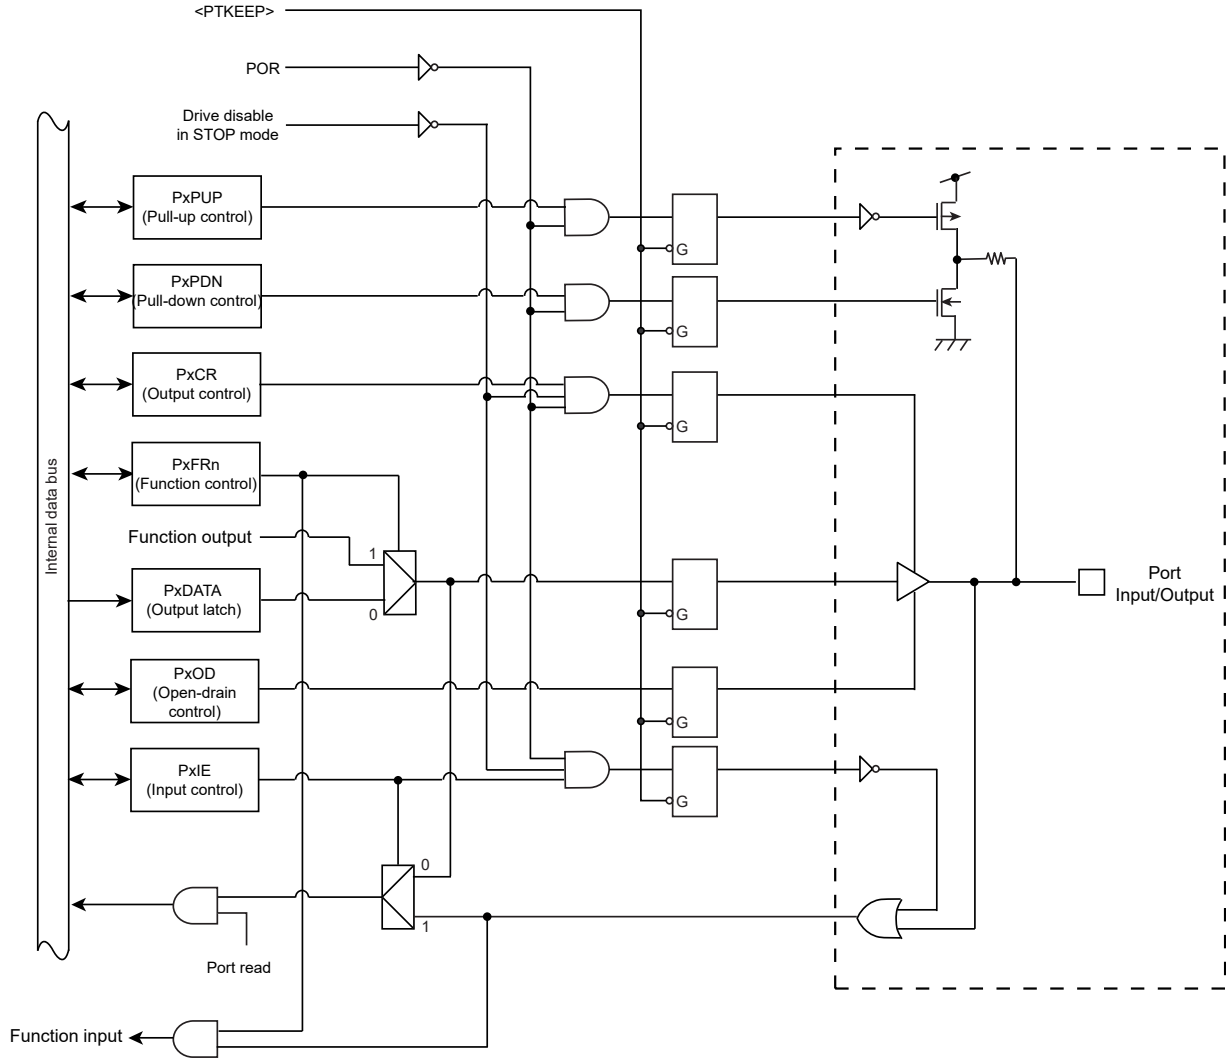 <PTKEEP>
POR
Drive disable
in STOP mode
PxPUP
(Pull-up control)
G
PxPDN
(Pull-down control)
G
PxCR
(Output control)
G
Internal data bus
PxFRn
(Function control)
Function output
1
0
PxDATA
(Output latch)
G
Port
Input/Output
PxOD
(Open-drain
control)
G
PxIE
(Input control)
G
0
1
Port read
Function input